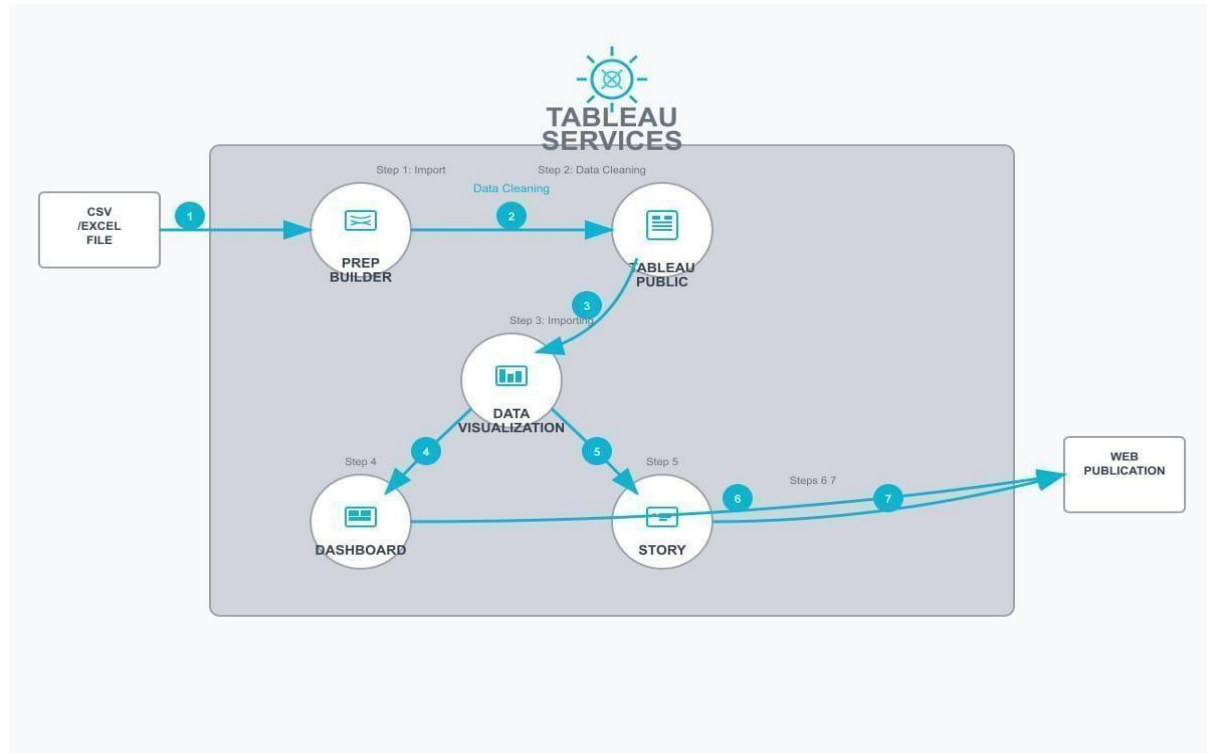 TABLEAU
SERVICES
Step 1: Import
Step 2: Data Cleaning
Data Cleaning
CSV
/EXCEL
FILE
1
2
PREP
BUILDER
TABLEAU
PUBLIC
3
Step 3: Importing
DATA
VISUALIZATION
4
5
Step 4
Step 5
WEB
PUBLICATION
Steps 6 7
6
7
DASHBOARD
STORY